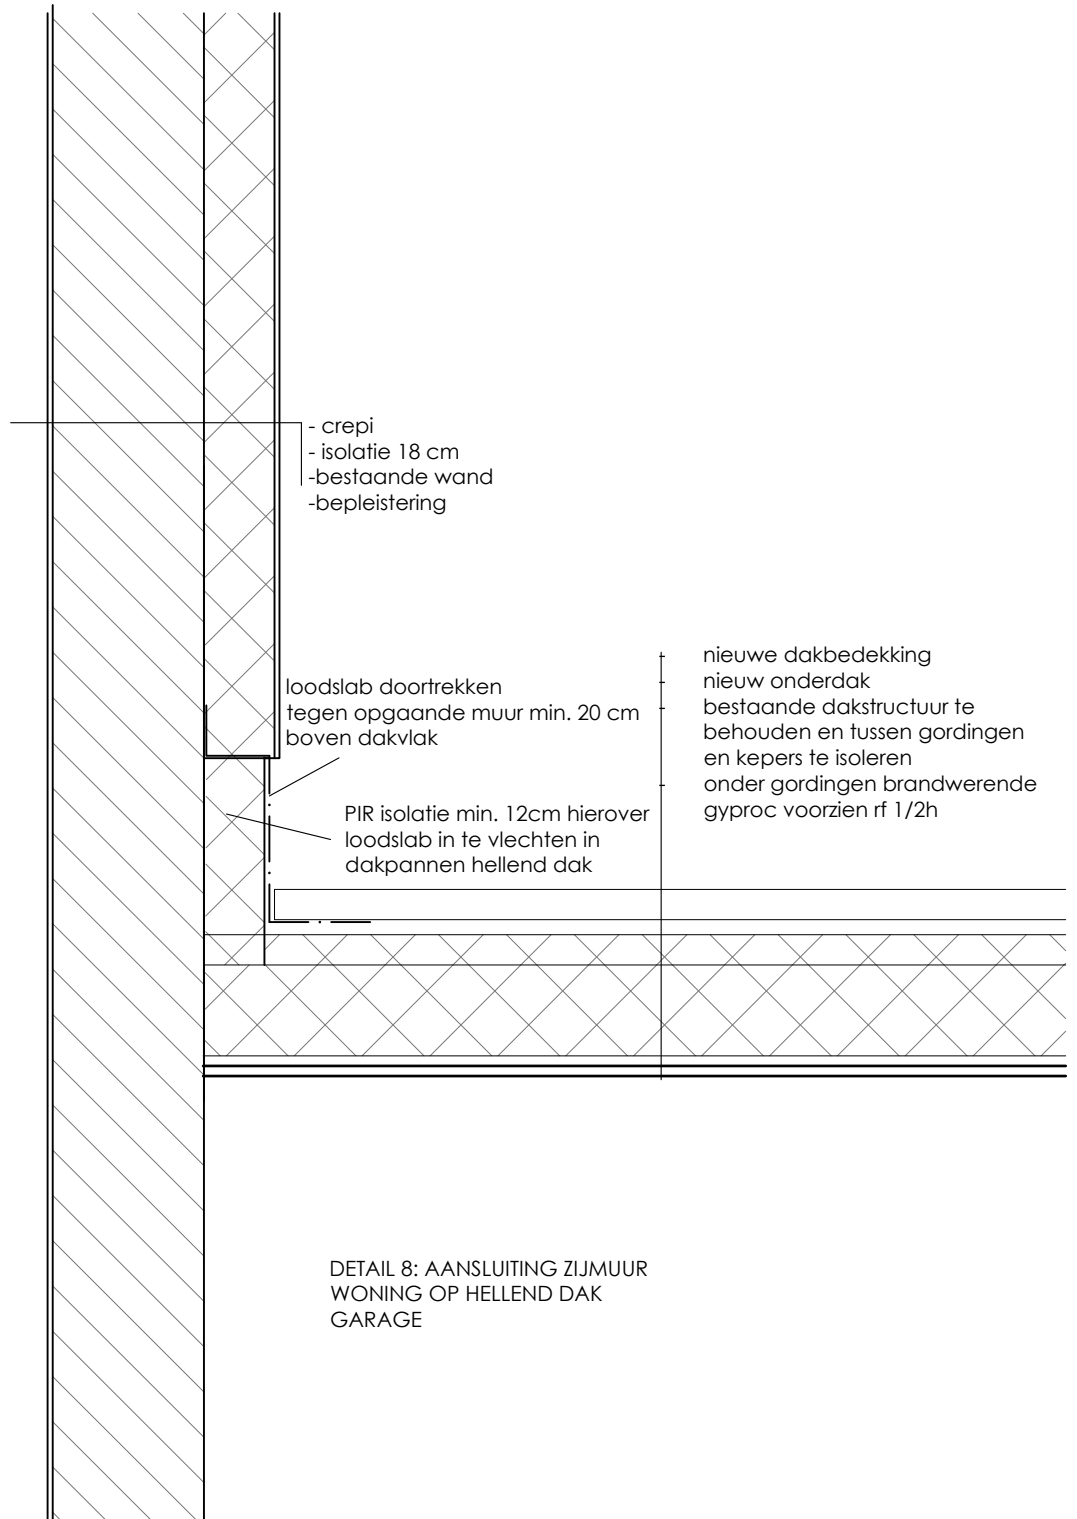 - crepi
- isolatie 18 cm
-bestaande wand
-bepleistering
nieuwe dakbedekking
nieuw onderdak
bestaande dakstructuur te
behouden en tussen gordingen
en kepers te isoleren
onder gordingen brandwerende
gyproc voorzien rf 1/2h
loodslab doortrekken
tegen opgaande muur min. 20 cm
boven dakvlak
PIR isolatie min. 12cm hierover
loodslab in te vlechten in
dakpannen hellend dak
DETAIL 8: AANSLUITING ZIJMUUR
WONING OP HELLEND DAK
GARAGE